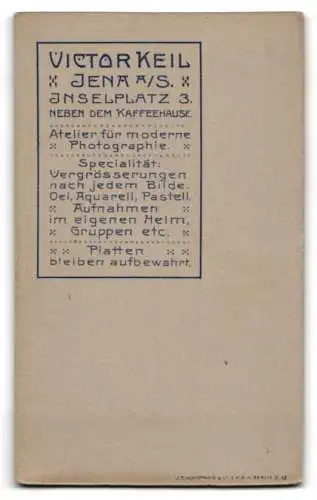 VICTOR KEIL
JENA A/S.
INSELPLATZ 3.
NEBEN DEM KAFFEEHAUSE.
Atelier für moderne
Photographie.
Specialität:
Vergrösserungen
nach jedem Bilde.
Oel, Aquarell, Pastell.
Aufnahmen
im eigenen Heim,
Gruppen etc.
Platten
bleiben aufbewahrt.